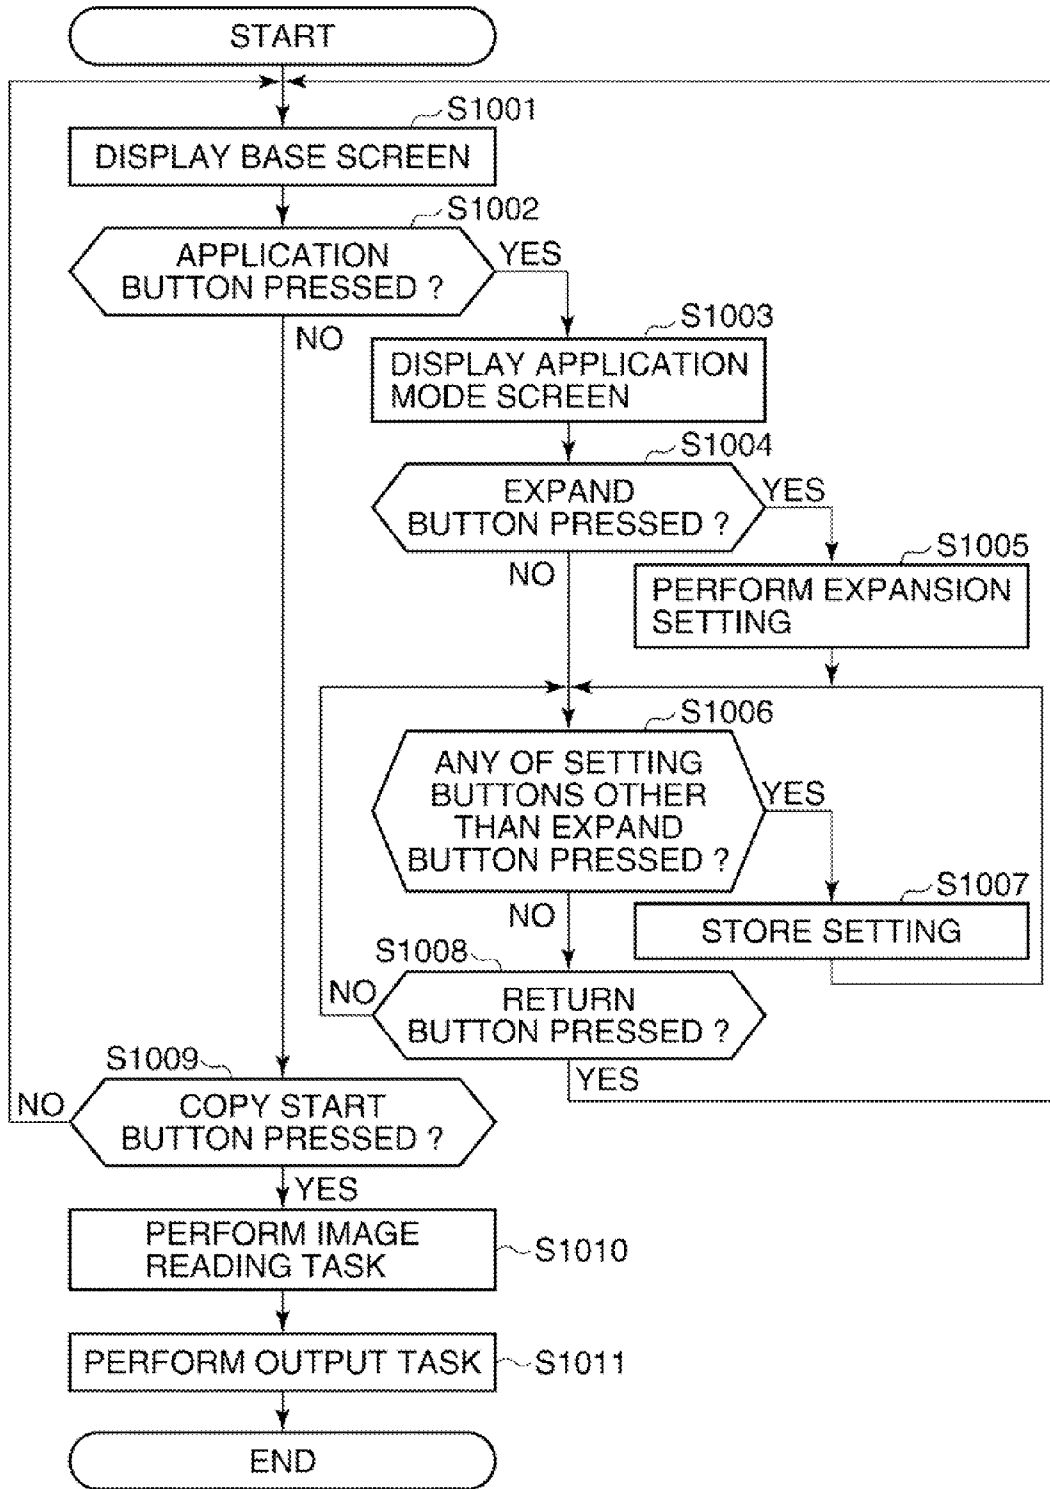 START
S1001
DISPLAY BASE SCREEN
S1002
APPLICATION
BUTTON PRESSED ?
YES
NO
S1003
DISPLAY APPLICATION
MODE SCREEN
S1004
EXPAND
BUTTON PRESSED ?
YES
NO
S1005
PERFORM EXPANSION
SETTING
S1006
ANY OF SETTING
BUTTONS OTHER
THAN EXPAND
BUTTON PRESSED ?
YES
NO
S1007
STORE SETTING
S1008
RETURN
BUTTON PRESSED ?
NO
YES
S1009
COPY START
BUTTON PRESSED ?
NO
YES
PERFORM IMAGE
READING TASK
S1010
PERFORM OUTPUT TASK
S1011
END